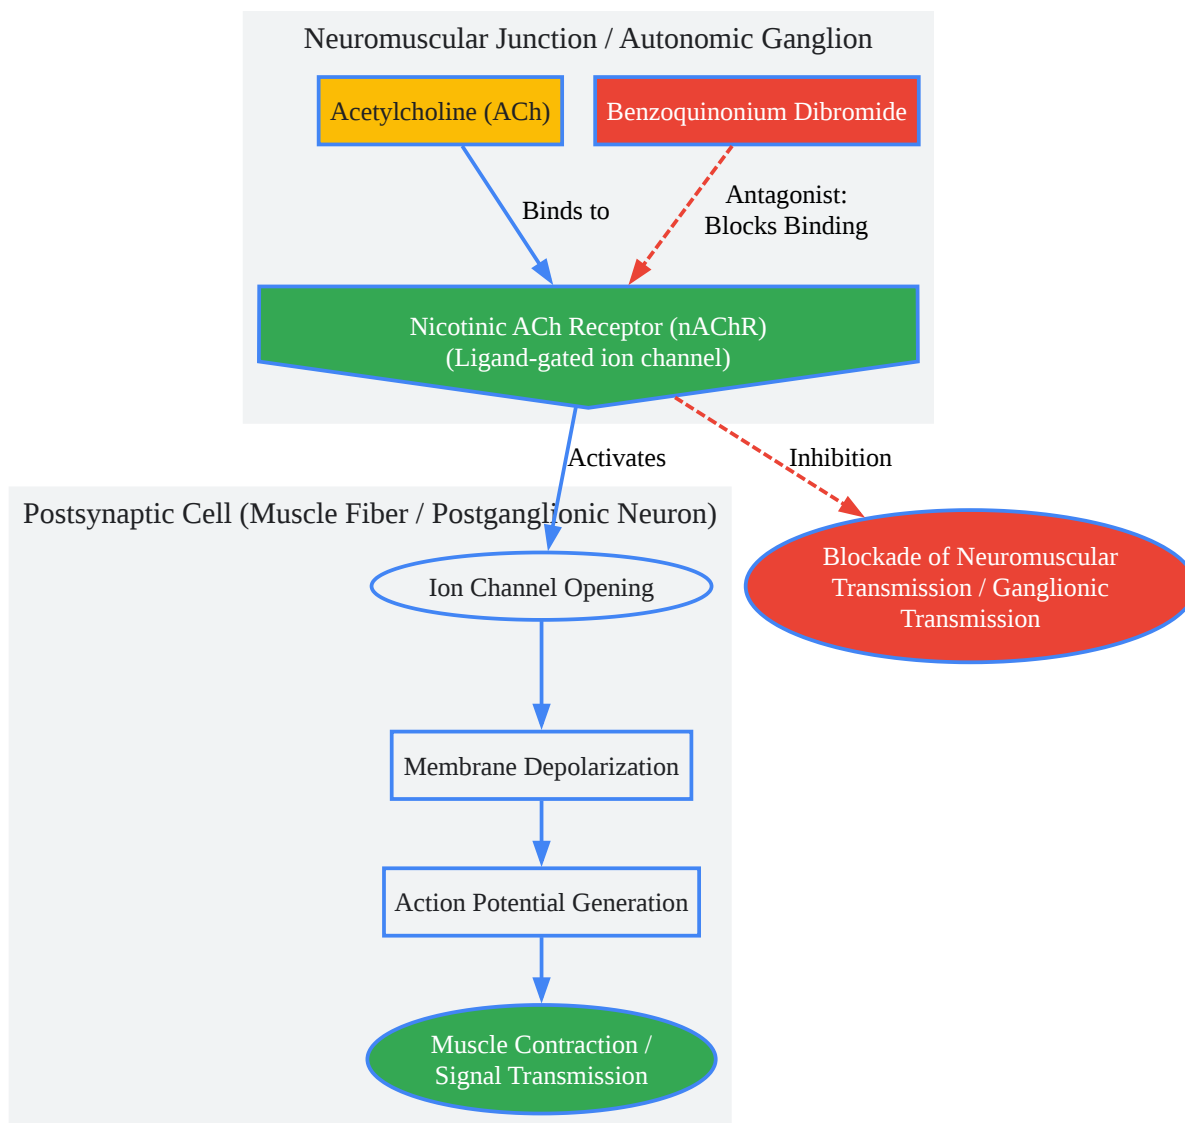 Neuromuscular Junction / Autonomic Ganglion
Acetylcholine (ACh)
Benzoquinonium Dibromide
Binds to
Antagonist:
Blocks Binding
Nicotinic ACh Receptor (nAChR)
(Ligand-gated ion channel)
Activates
Inhibition
Postsynaptic Cell (Muscle Fiber / Postganglionic Neuron)
Ion Channel Opening
Blockade of Neuromuscular
Transmission / Ganglionic
Transmission
Membrane Depolarization
Action Potential Generation
Muscle Contraction /
Signal Transmission